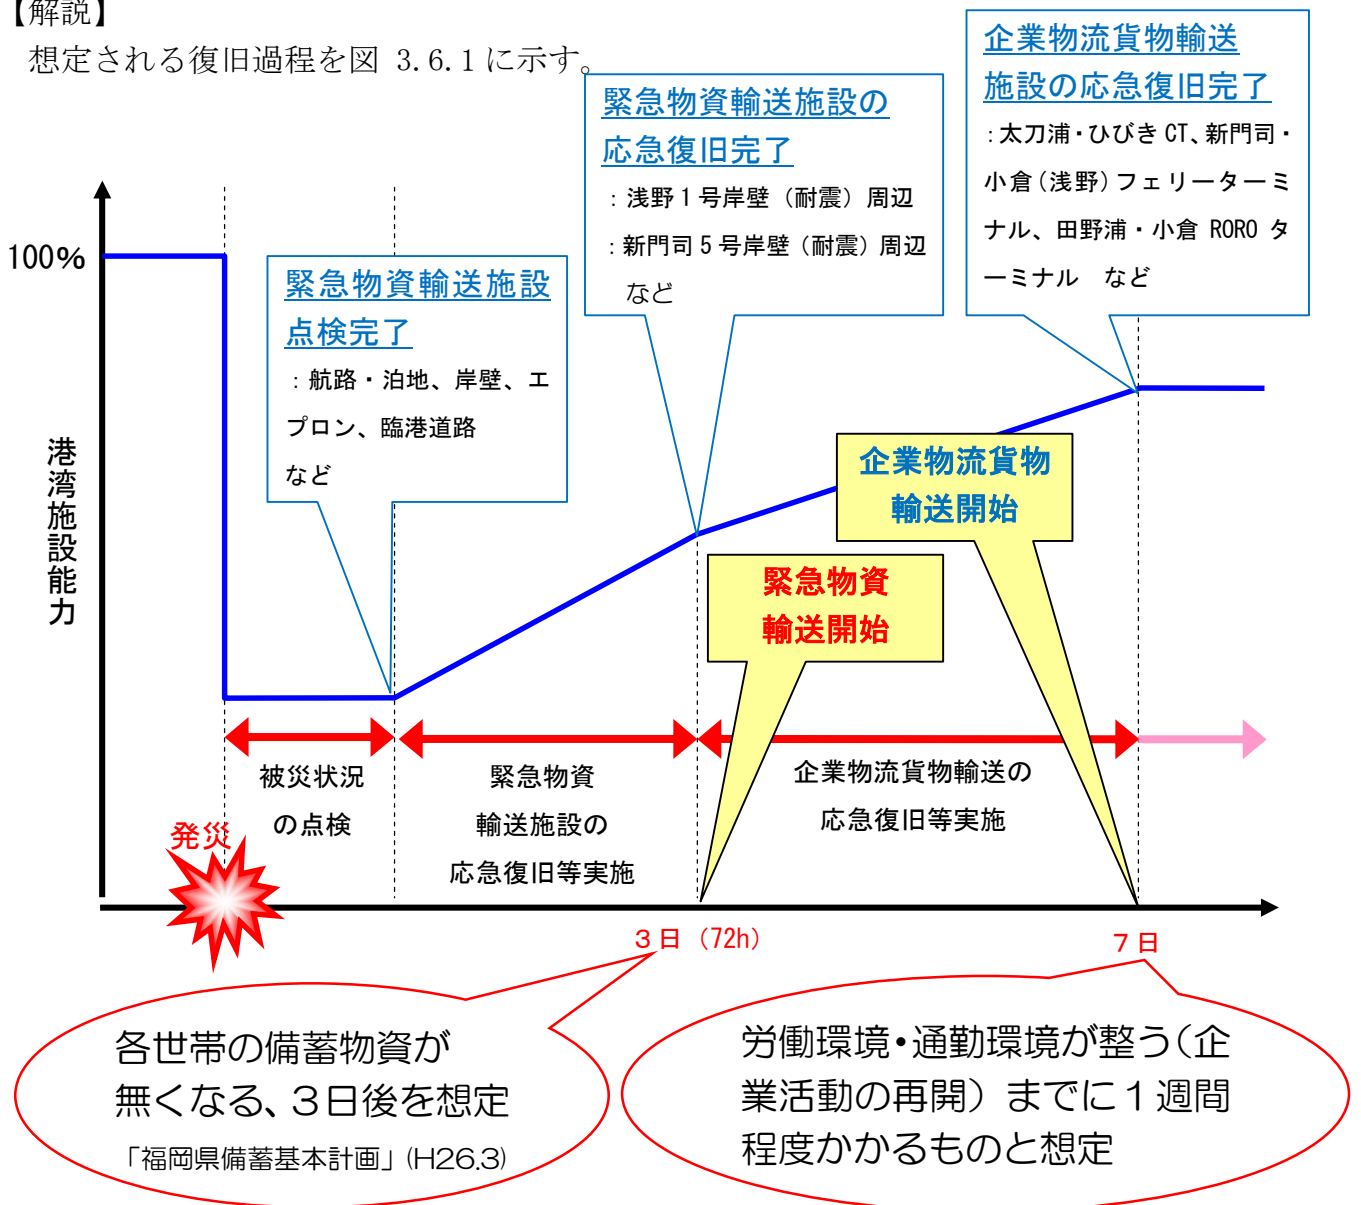 【解説】
想定される復旧過程を図 3.6.1に示す。
企業物流貨物輸送
施設の応急復旧完了
：太刀浦・ひびきCT、新門司・
小倉(浅野)フェリーターミ
ナル、田野浦・小倉 RORO タ
ーミナル　など
緊急物資輸送施設の
応急復旧完了
：浅野1号岸壁（耐震）周辺
：新門司5号岸壁（耐震）周辺
など
緊急物資輸送施設
点検完了
：航路・泊地、岸壁、エ
プロン、臨港道路
など
100%
港湾施設能力
企業物流貨物
輸送開始
緊急物資
輸送開始
被災状況
の点検
緊急物資
輸送施設の
応急復旧等実施
企業物流貨物輸送の
応急復旧等実施
発災
３日（72h）
７日
各世帯の備蓄物資が
無くなる、３日後を想定
「福岡県備蓄基本計画」(H26.3)
労働環境・通勤環境が整う（企
業活動の再開）までに１週間
程度かかるものと想定